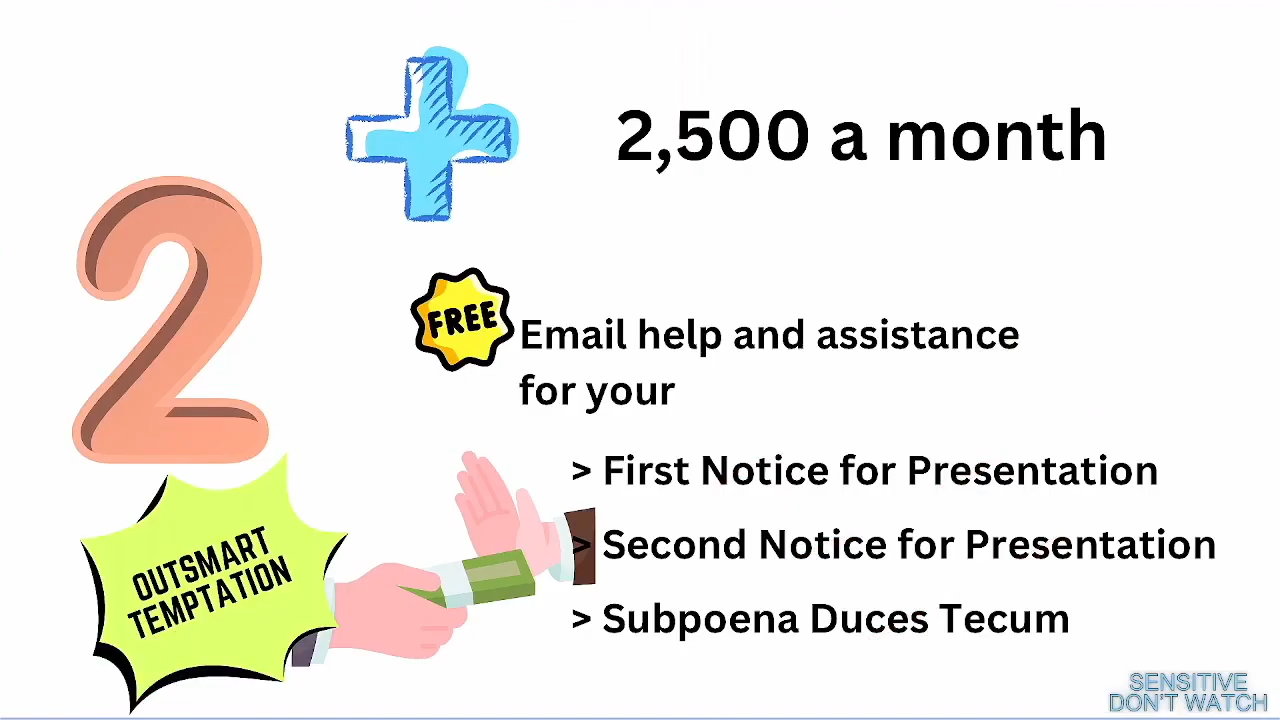 2,500 a month
2
FREE
Email help and assistance
for your
> First Notice for Presentation
> Second Notice for Presentation
> Subpoena Duces Tecum
OUTSMART
TEMPTATION
SENSITIVE
DON'T WATCH